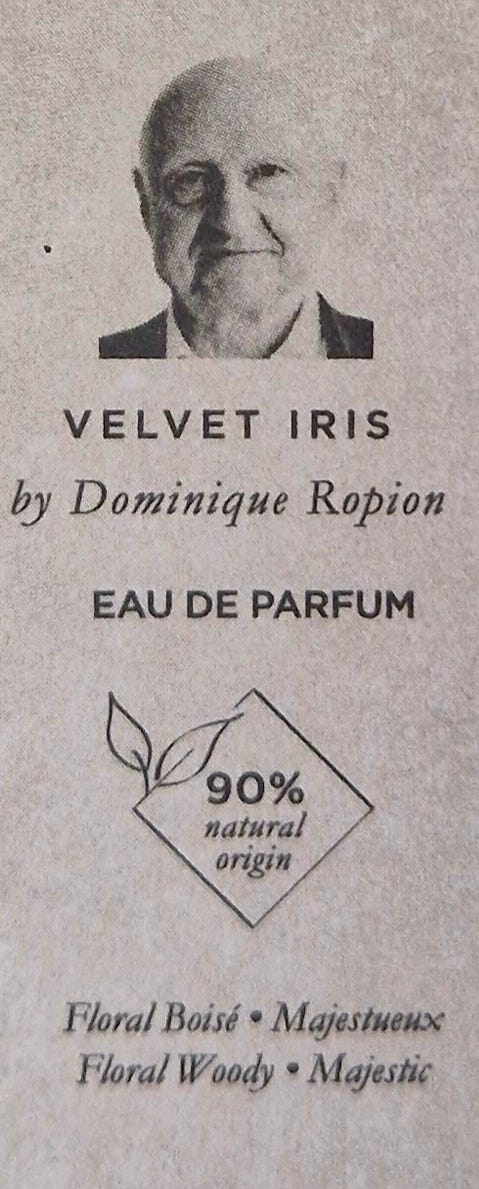 VELVET IRIS
by Dominique Ropion
EAU DE PARFUM
90%
natural
origin
Floral Boisé • Majestueux
Floral Woody • Majestic